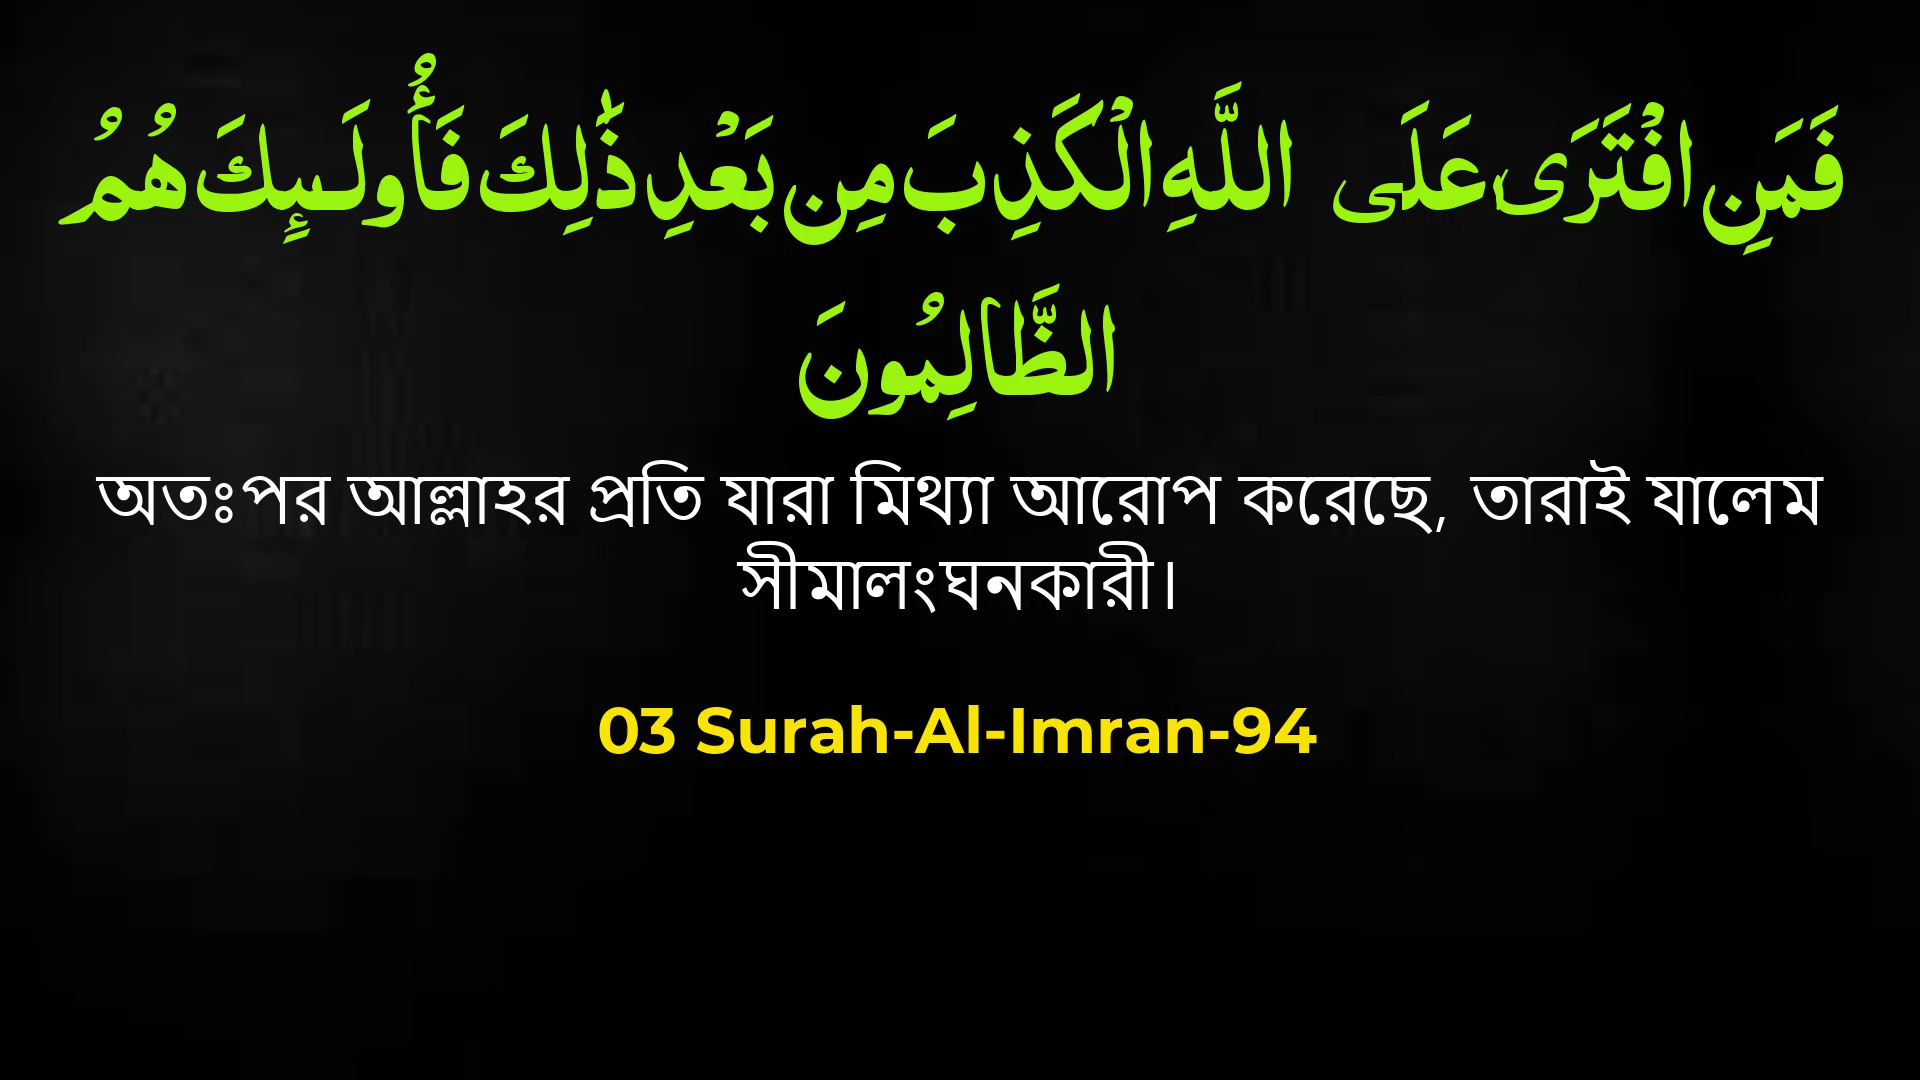 فَمَنِ افْتَرَىٰ عَلَى اللَّهِ الْكَذِبَ مِن بَعْدِ ذَٰلِكَ فَأُولَـٰئِكَ هُمُ
الظَّالِمُونَ
অতঃপর আল্লাহর প্রতি যারা মিথ্যা আরোপ করেছে, তারাই যালেম
সীমালংঘনকারী।
03 Surah-Al-Imran-94